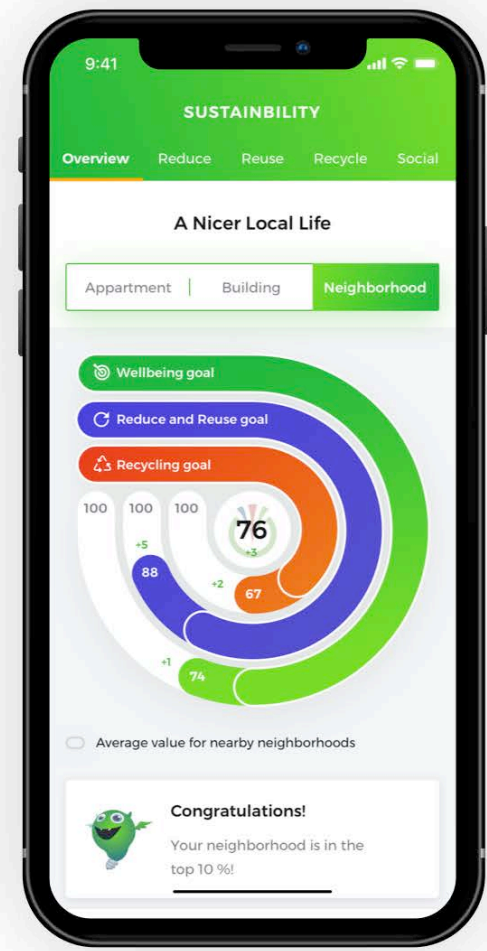 9:41
SUSTAINBILITY
Overview Reduce Reuse Recycle Social
A Nicer Local Life
Appartment Building Neighborhood
Wellbeing goal
Reduce and Reuse goal
Recycling goal
100 100 100
76
+3
+5
88
+2
67
+1
74
Average value for nearby neighborhoods
Congratulations!
Your neighborhood is in the
top 10 %!